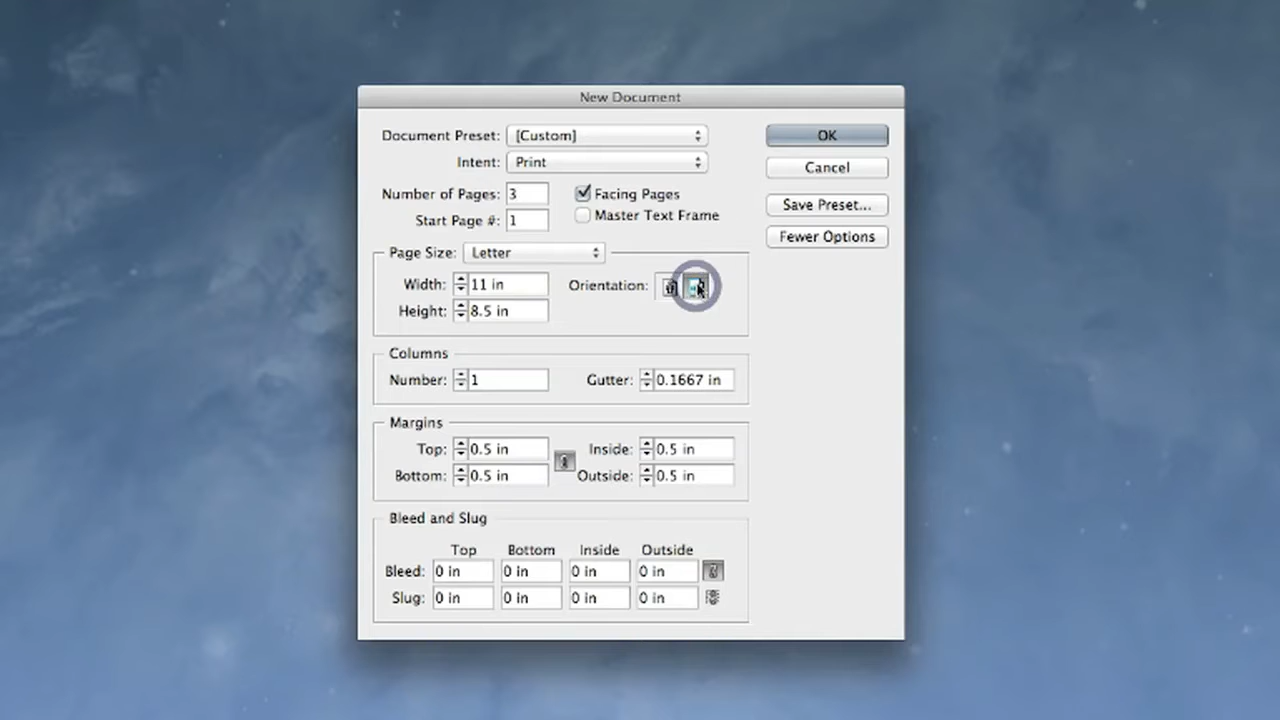 New Document
Document Preset: [Custom] OK
Intent: Print Cancel
Number of Pages: 3 Facing Pages Save Preset...
Start Page #: 1 Master Text Frame Fewer Options
Page Size: Letter
Width: 11 in Orientation:
Height: 8.5 in
Columns
Number: 1 Gutter: 0.1667 in
Margins
Top: 0.5 in Inside: 0.5 in
Bottom: 0.5 in Outside: 0.5 in
Bleed and Slug
Top Bottom Inside Outside
Bleed: 0 in 0 in 0 in 0 in
Slug: 0 in 0 in 0 in 0 in